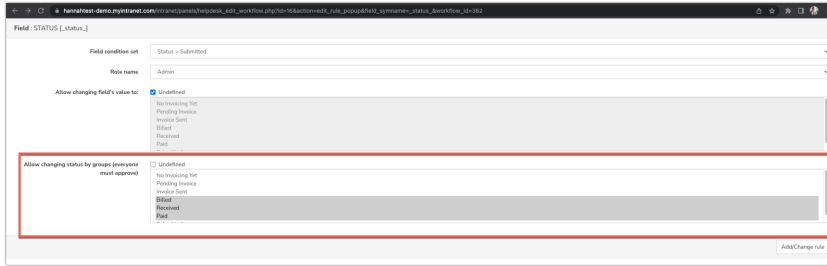 hannahtest-demo.myintranet.com/intranet/panels/helpdesk_edit_workflow.php?id=16&action=edit_rule_popup&field_symname=_status_&workflow_id=362
Field : STATUS [_status_]
Field condition set
Status = Submitted
Role name
Admin
Allow changing field's value to:
Undefined
No Invoicing Yet
Pending Invoice
Invoice Sent
Billed
Received
Paid
Allow changing status by groups (everyone
must approve)
Undefined
No Invoicing Yet
Pending Invoice
Invoice Sent
Billed
Received
Paid
Add/Change rule